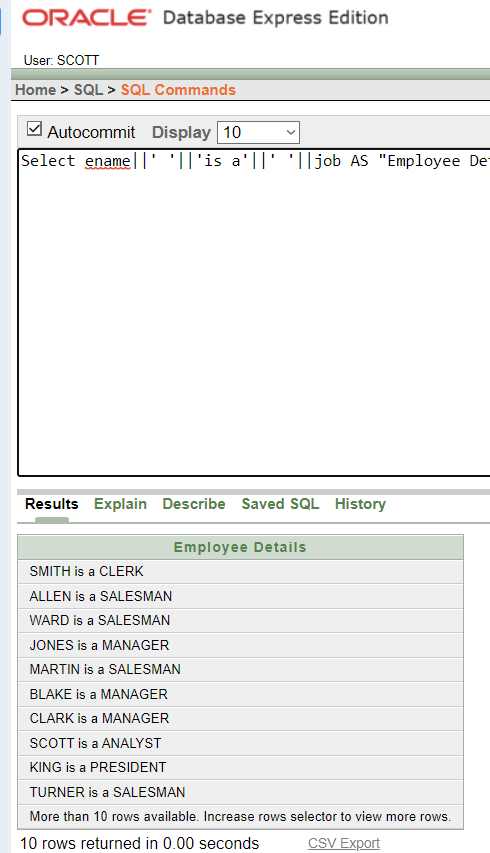 ORACLE® Database Express Edition
User: SCOTT
Home > SQL > SQL Commands
Autocommit Display 10
Select ename||' '||'is a'||' '||job AS "Employee De
Results Explain Describe Saved SQL History
Employee Details
SMITH is a CLERK
ALLEN is a SALESMAN
WARD is a SALESMAN
JONES is a MANAGER
MARTIN is a SALESMAN
BLAKE is a MANAGER
CLARK is a MANAGER
SCOTT is a ANALYST
KING is a PRESIDENT
TURNER is a SALESMAN
More than 10 rows available. Increase rows selector to view more rows.
10 rows returned in 0.00 seconds CSV Export